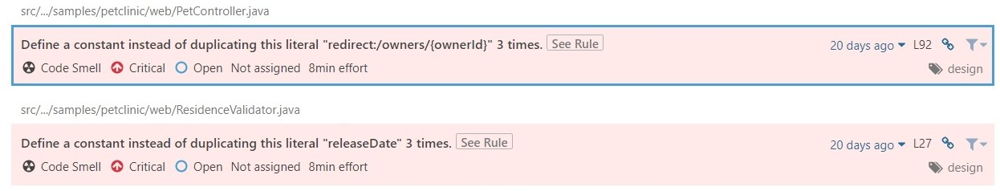 src/.../samples/petclinic/web/PetController.java
Define a constant instead of duplicating this literal "redirect:/owners/{ownerId}" 3 times. See Rule 20 days ago L92
Code Smell Critical Open Not assigned 8min effort design
src/.../samples/petclinic/web/ResidenceValidator.java
Define a constant instead of duplicating this literal "releaseDate" 3 times. See Rule 20 days ago L27
Code Smell Critical Open Not assigned 8min effort design